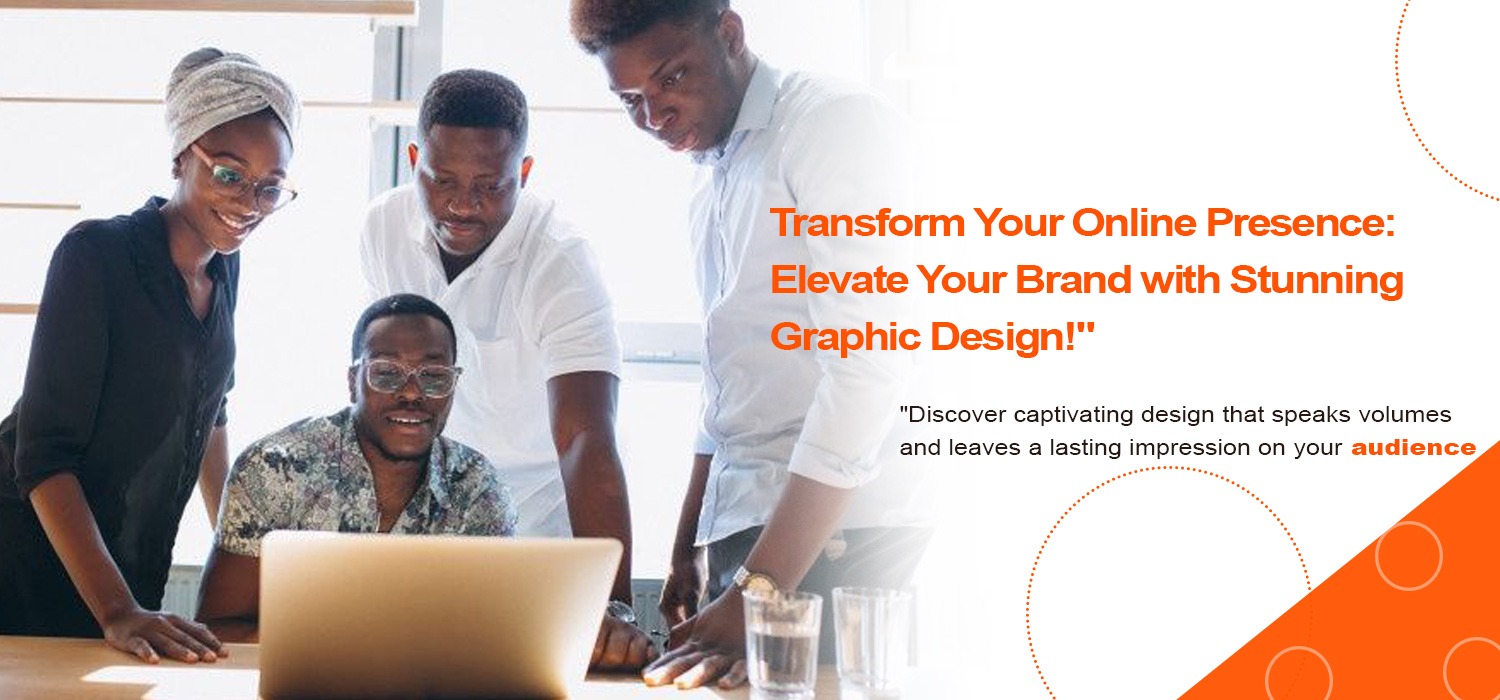 Transform Your Online Presence:
Elevate Your Brand with Stunning
Graphic Design!"
"Discover captivating design that speaks volumes
and leaves a lasting impression on your audience